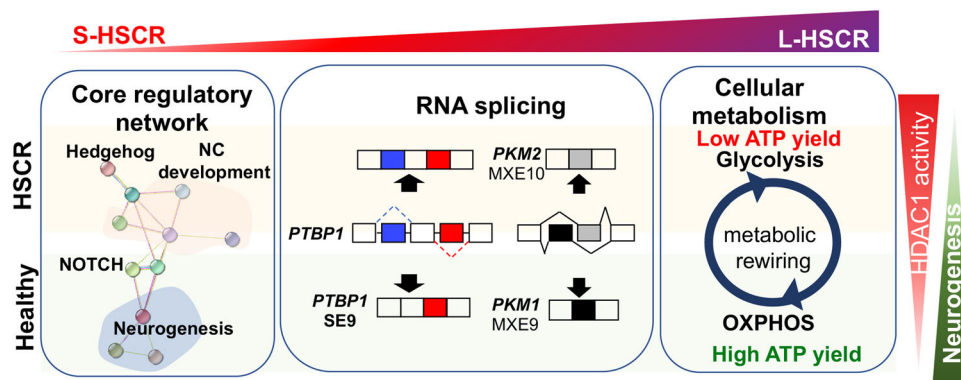 S-HSCR
L-HSCR
Core regulatory
network
Hedgehog
NC
development
NOTCH
Neurogenesis
RNA splicing
PKM2
MXE10
PTBP1
PTBP1
SE9
PKM1
MXE9
Cellular
metabolism
Low ATP yield
Glycolysis
metabolic
rewiring
OXPHOS
High ATP yield
HSCR
Healthy
HDAC1 activity
Neurogenesis